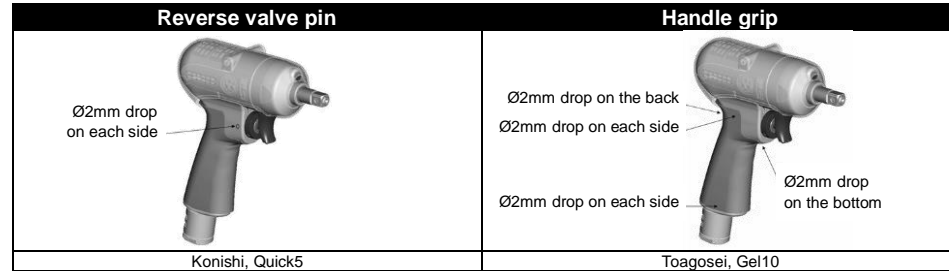 Reverse valve pin
Handle grip
Ø2mm drop
on each side
Ø2mm drop on the back
Ø2mm drop on each side
Ø2mm drop
on the bottom
Ø2mm drop on each side
Konishi, Quick5
Toagosei, Gel10